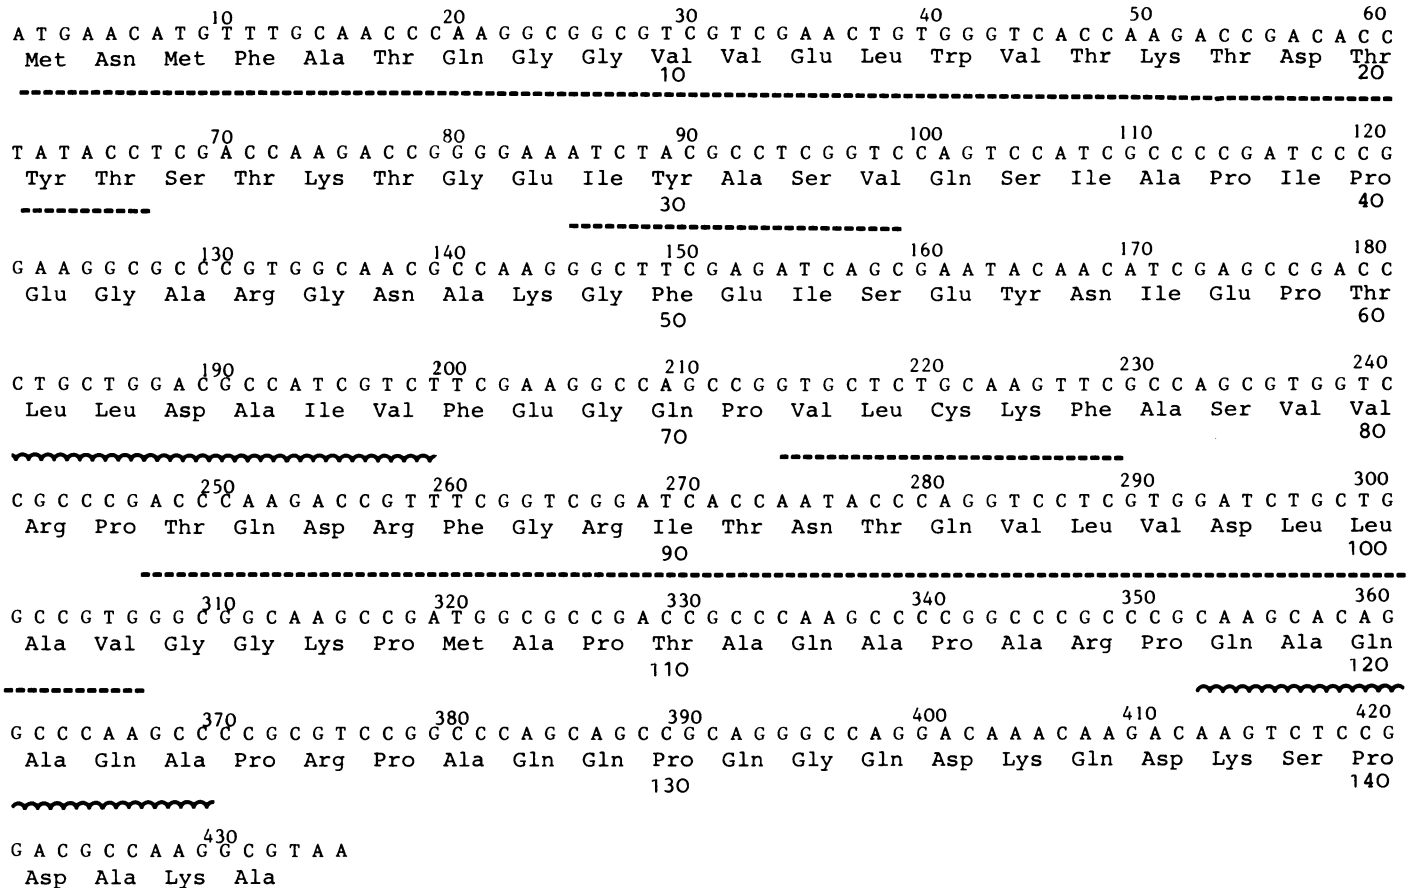 10 20 30 40 50 60
A T G A A C A T G T T T G C A A C C C A A G G C G G C G T C G T C G A A C T G T G G G T C A C C A A G A C C G A C A C C
Met Asn Met Phe Ala Thr Gln Gly Gly Val Val Glu Leu Trp Val Thr Lys Thr Asp Thr
10 20
70 80 90 100 110 120
T A T A C C T C G A C C A A G A C C G G G G A A A T C T A C G C C T C G G T C C A G T C C A T C G C C C C G A T C C C G
Tyr Thr Ser Thr Lys Thr Gly Glu Ile Tyr Ala Ser Val Gln Ser Ile Ala Pro Ile Pro
30 40
130 140 150 160 170 180
G A A G G C G C C C G T G G C A A C G C C A A G G G C T T C G A G A T C A G C G A A T A C A A C A T C G A G C C G A C C
Glu Gly Ala Arg Gly Asn Ala Lys Gly Phe Glu Ile Ser Glu Tyr Asn Ile Glu Pro Thr
50 60
190 200 210 220 230 240
C T G C T G G A C G C C A T C G T C T T C G A A G G C C A G C C G G T G C T C T G C A A G T T C G C C A G C G T G G T C
Leu Leu Asp Ala Ile Val Phe Glu Gly Gln Pro Val Leu Cys Lys Phe Ala Ser Val Val
70 80
250 260 270 280 290 300
C G C C C G A C C C A A G A C C G T T T C G G T C G G A T C A C C A A T A C C C A G G T C C T C G T G G A T C T G C T G
Arg Pro Thr Gln Asp Arg Phe Gly Arg Ile Thr Asn Thr Gln Val Leu Val Asp Leu Leu
90 100
310 320 330 340 350 360
G C C G T G G G C G G C A A G C C G A T G G C G C C G A C C G C C C A A G C C C C G G C C C G C C C G C A A G C A C A G
Ala Val Gly Gly Lys Pro Met Ala Pro Thr Ala Gln Ala Pro Ala Arg Pro Gln Ala Gln
110 120
370 380 390 400 410 420
G C C C A A G C C C C G C G T C C G G C C C A G C A G C C G C A G G G C C A G G A C A A A C A A G A C A A G T C T C C G
Ala Gln Ala Pro Arg Pro Ala Gln Gln Pro Gln Gly Gln Asp Lys Gln Asp Lys Ser Pro
130 140
430
G A C G C C A A G G C G T A A
Asp Ala Lys Ala